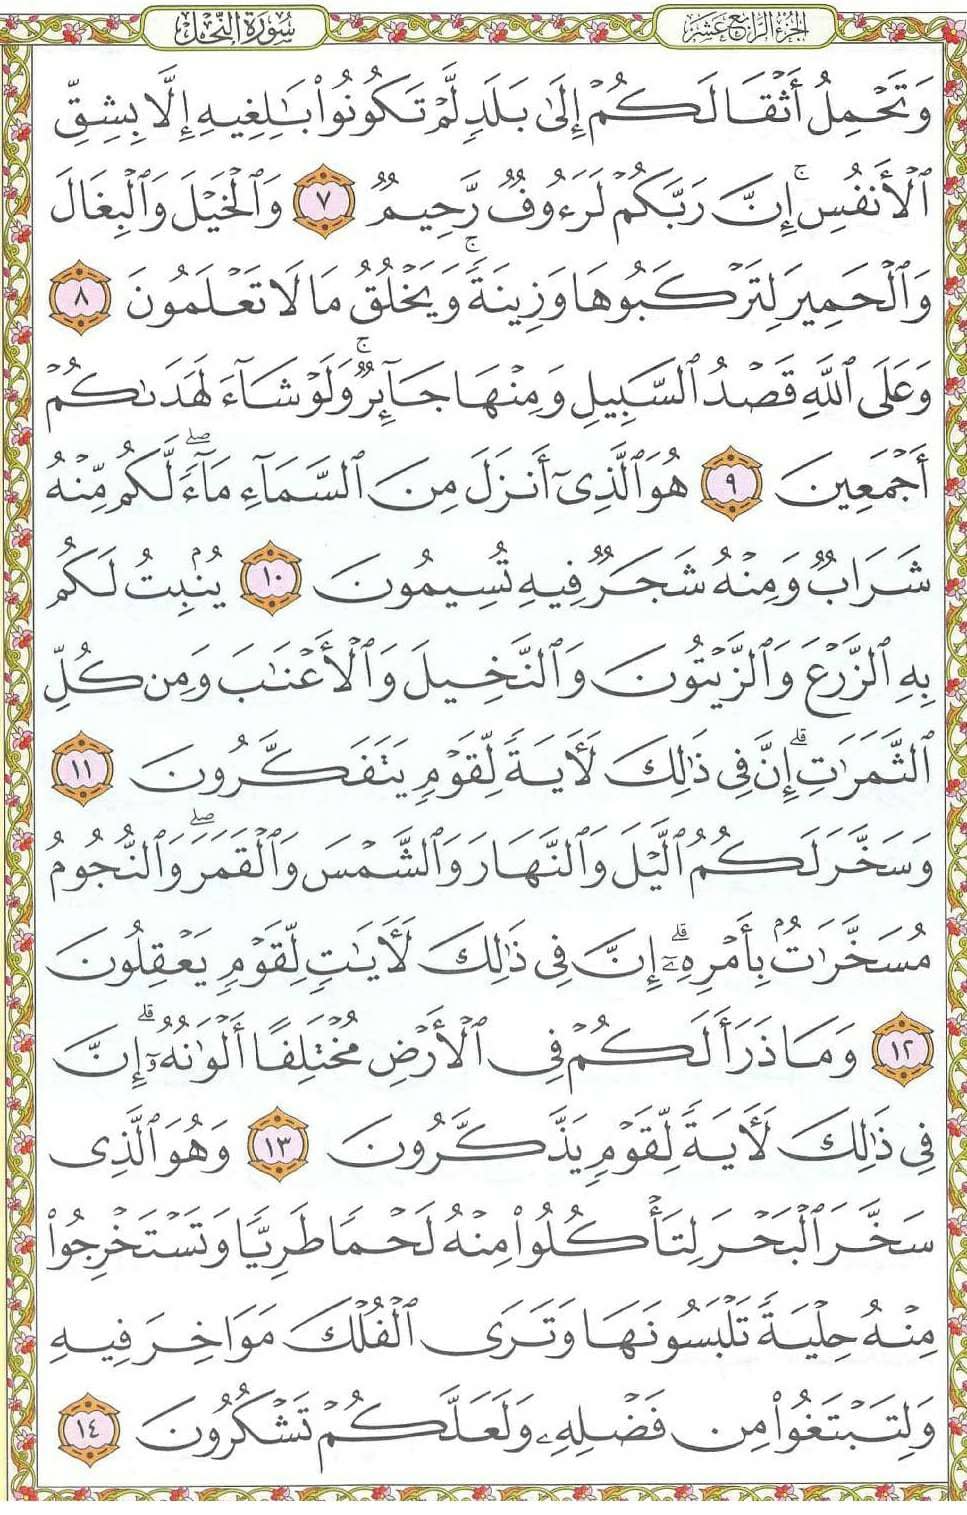 الجزء الرابع عشر
سورة النحل
وَتَحْمِلُ أَثْقَالَكُمْ إِلَىٰ بَلَدٍ لَّمْ تَكُونُوا۟ بَـٰلِغِيهِ إِلَّا بِشِقِّ
ٱلْأَنفُسِ ۚ إِنَّ رَبَّكُمْ لَرَءُوفٌ رَّحِيمٌ ٧ وَٱلْخَيْلَ وَٱلْبِغَالَ
وَٱلْحَمِيرَ لِتَرْكَبُوهَا وَزِينَةً ۚ وَيَخْلُقُ مَا لَا تَعْلَمُونَ ٨
وَعَلَى ٱللَّهِ قَصْدُ ٱلسَّبِيلِ وَمِنْهَا جَآئِرٌ ۚ وَلَوْ شَآءَ لَهَدَىٰكُمْ
أَجْمَعِينَ ٩ هُوَ ٱلَّذِىٓ أَنزَلَ مِنَ ٱلسَّمَآءِ مَآءً ۖ لَّكُم مِّنْهُ
شَرَابٌ وَمِنْهُ شَجَرٌ فِيهِ تُسِيمُونَ ١٠ يُنۢبِتُ لَكُم
بِهِ ٱلزَّرْعَ وَٱلزَّيْتُونَ وَٱلنَّخِيلَ وَٱلْأَعْنَـٰبَ وَمِن كُلِّ
ٱلثَّمَرَٰتِ ۗ إِنَّ فِى ذَٰلِكَ لَـَٔايَةً لِّقَوْمٍ يَتَفَكَّرُونَ ١١
وَسَخَّرَ لَكُمُ ٱلَّيْلَ وَٱلنَّهَارَ وَٱلشَّمْسَ وَٱلْقَمَرَ ۖ وَٱلنُّجُومُ
مُسَخَّرَٰتٌۢ بِأَمْرِهِۦٓ ۗ إِنَّ فِى ذَٰلِكَ لَـَٔايَـٰتٍ لِّقَوْمٍ يَعْقِلُونَ
١٢ وَمَا ذَرَأَ لَكُمْ فِى ٱلْأَرْضِ مُخْتَلِفًا أَلْوَٰنُهُۥٓ ۗ إِنَّ
فِى ذَٰلِكَ لَـَٔايَةً لِّقَوْمٍ يَذَّكَّرُونَ ١٣ وَهُوَ ٱلَّذِى
سَخَّرَ ٱلْبَحْرَ لِتَأْكُلُوا۟ مِنْهُ لَحْمًا طَرِيًّا وَتَسْتَخْرِجُوا۟
مِنْهُ حِلْيَةً تَلْبَسُونَهَا وَتَرَى ٱلْفُلْكَ مَوَاخِرَ فِيهِ
وَلِتَبْتَغُوا۟ مِن فَضْلِهِۦ وَلَعَلَّكُمْ تَشْكُرُونَ ١٤